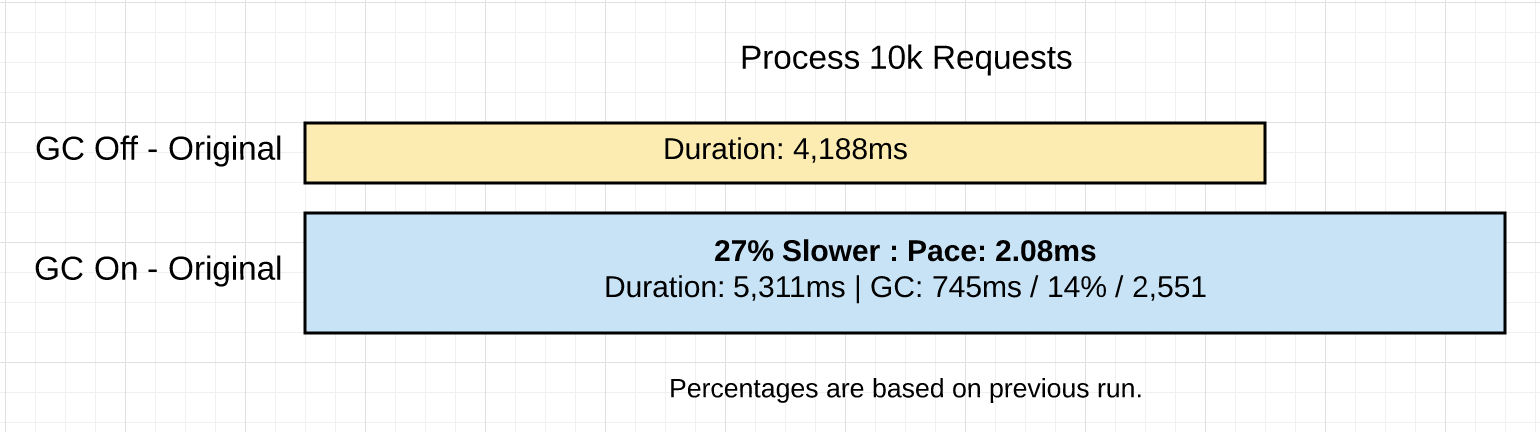 Process 10k Requests
GC Off - Original
Duration: 4,188ms
GC On - Original
27% Slower : Pace: 2.08ms
Duration: 5,311ms | GC: 745ms / 14% / 2,551
Percentages are based on previous run.